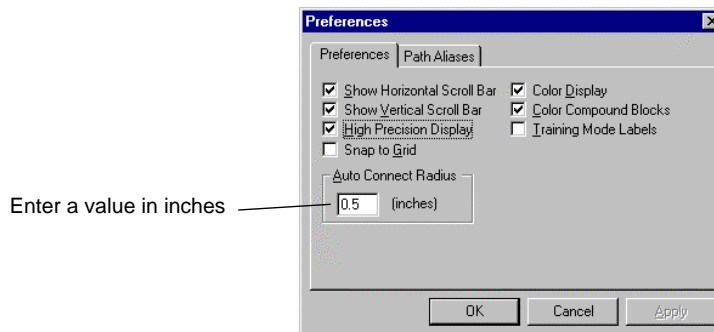 Preferences
Preferences Path Aliases
Show Horizontal Scroll Bar Color Display
Show Vertical Scroll Bar Color Compound Blocks
High Precision Display Training Mode Labels
Snap to Grid
Auto Connect Radius
Enter a value in inches 0.5 (inches)
OK Cancel Apply